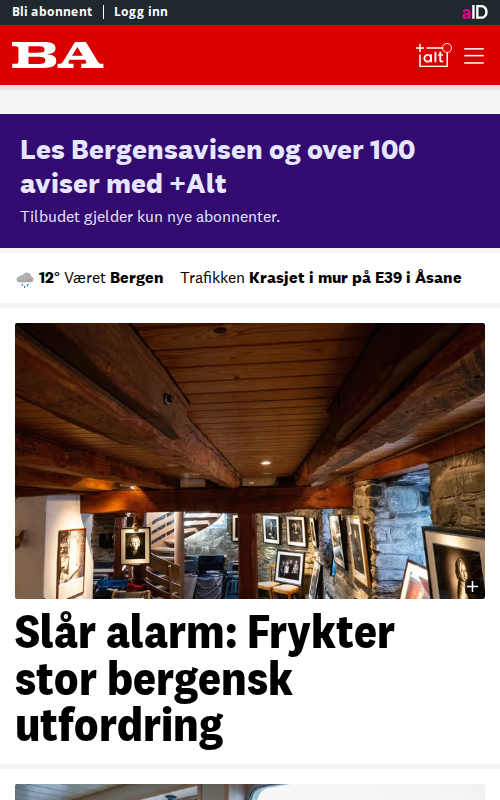 Bli abonnent | Logg inn
aID
BA
+alt
Les Bergensavisen og over 100
aviser med +Alt
Tilbudet gjelder kun nye abonnenter.
12° Været Bergen Trafikken Krasjet i mur på E39 i Åsane
+
Slår alarm: Frykter
stor bergensk
utfordring